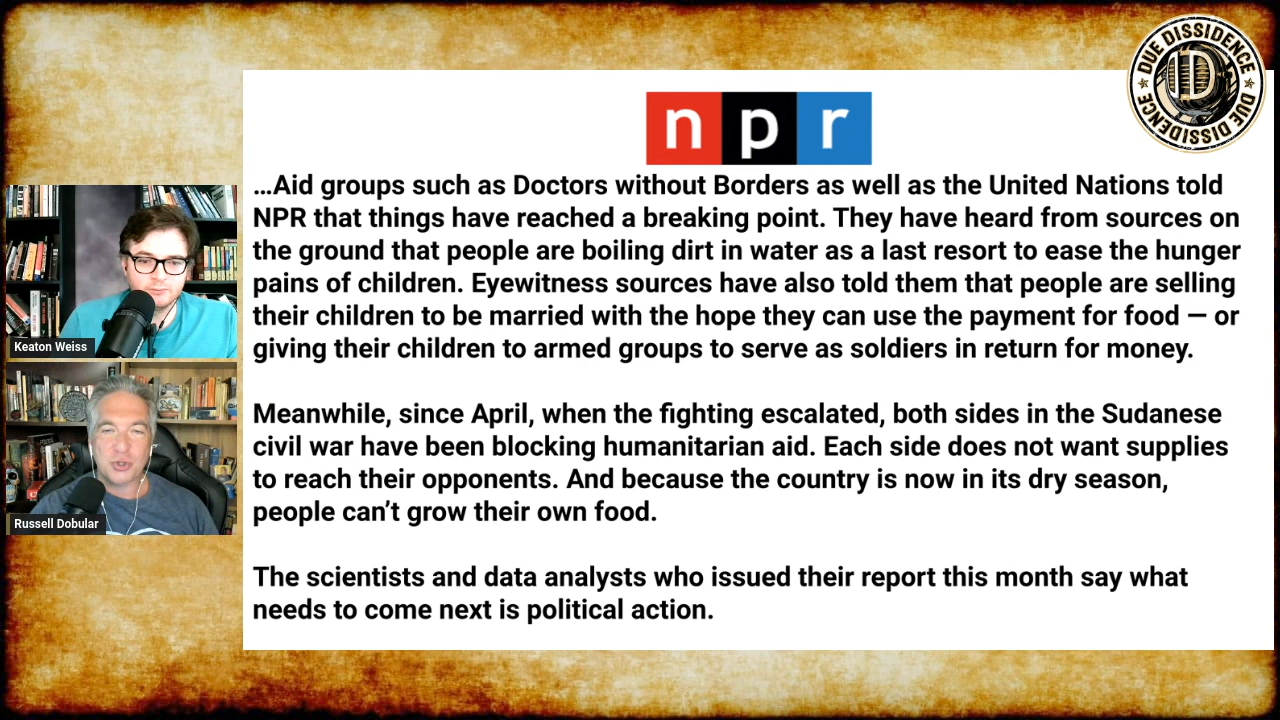 DUE DISSIDENCE
DUE DISSIDENCE
D
npr
…Aid groups such as Doctors without Borders as well as the United Nations told
NPR that things have reached a breaking point. They have heard from sources on
the ground that people are boiling dirt in water as a last resort to ease the hunger
pains of children. Eyewitness sources have also told them that people are selling
their children to be married with the hope they can use the payment for food — or
giving their children to armed groups to serve as soldiers in return for money.
Meanwhile, since April, when the fighting escalated, both sides in the Sudanese
civil war have been blocking humanitarian aid. Each side does not want supplies
to reach their opponents. And because the country is now in its dry season,
people can’t grow their own food.
The scientists and data analysts who issued their report this month say what
needs to come next is political action.
Keaton Weiss
Russell Dobular